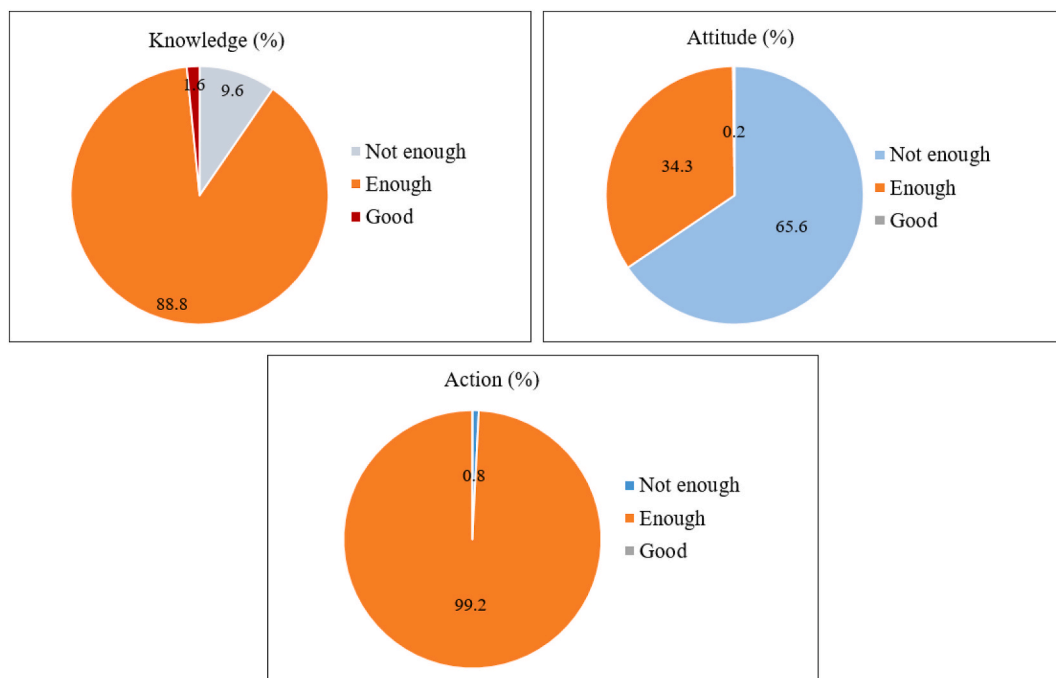 Knowledge (%)
1.6
9.6
88.8
Not enough
Enough
Good
Attitude (%)
0.2
34.3
65.6
Not enough
Enough
Good
Action (%)
0.8
99.2
Not enough
Enough
Good